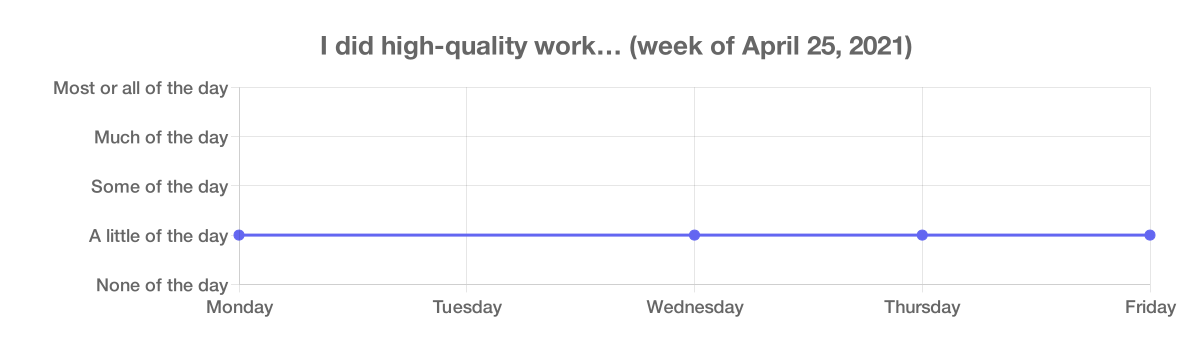 I did high-quality work… (week of April 25, 2021)
Most or all of the day
Much of the day
Some of the day
A little of the day
None of the day
Monday Tuesday Wednesday Thursday Friday